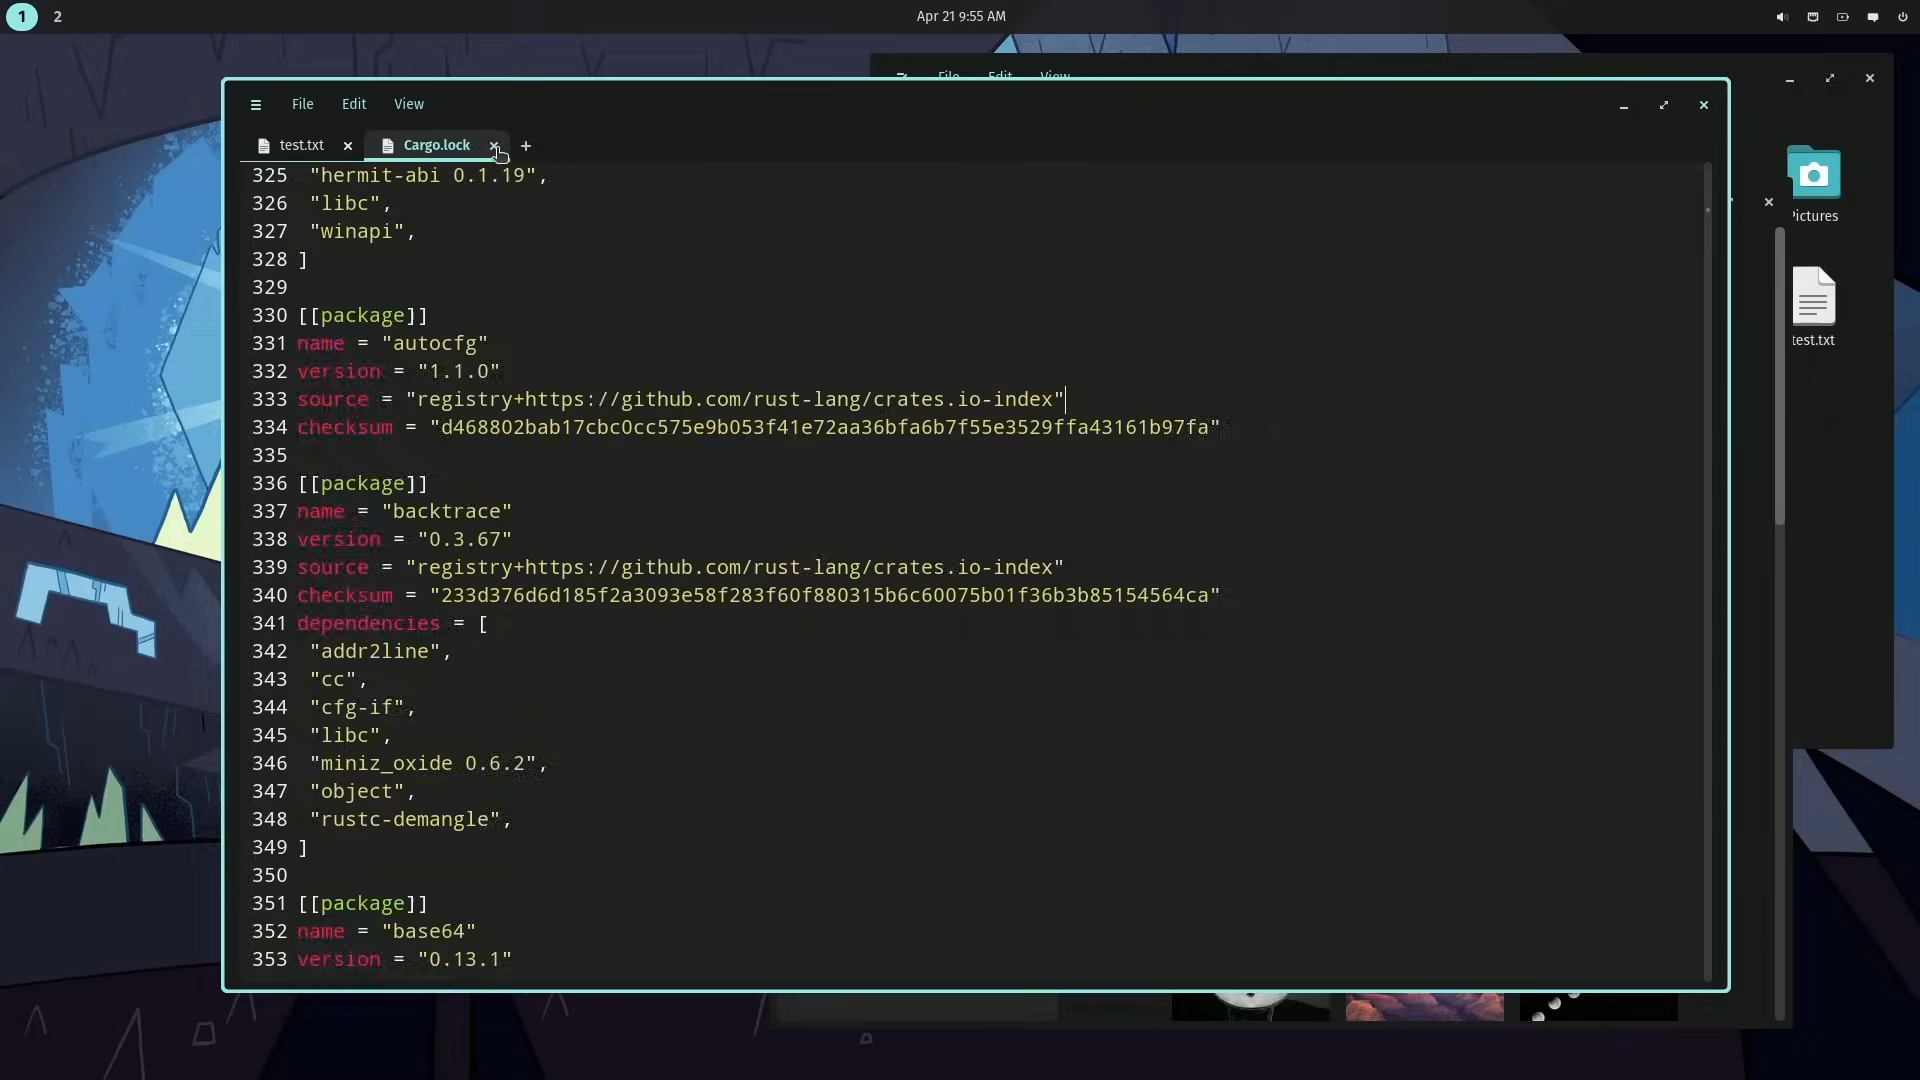 1 2 Apr 21 9:55 AM
File Edit View
File Edit View
test.txt Cargo.lock
325 "hermit-abi 0.1.19",
326 "libc",
327 "winapi",
328 ]
329
330 [[package]]
331 name = "autocfg"
332 version = "1.1.0"
333 source = "registry+https://github.com/rust-lang/crates.io-index"
334 checksum = "d468802bab17cbc0cc575e9b053f41e72aa36bfa6b7f55e3529ffa43161b97fa"
335
336 [[package]]
337 name = "backtrace"
338 version = "0.3.67"
339 source = "registry+https://github.com/rust-lang/crates.io-index"
340 checksum = "233d376d6d185f2a3093e58f283f60f880315b6c60075b01f36b3b85154564ca"
341 dependencies = [
342 "addr2line",
343 "cc",
344 "cfg-if",
345 "libc",
346 "miniz_oxide 0.6.2",
347 "object",
348 "rustc-demangle",
349 ]
350
351 [[package]]
352 name = "base64"
353 version = "0.13.1"
Pictures
test.txt